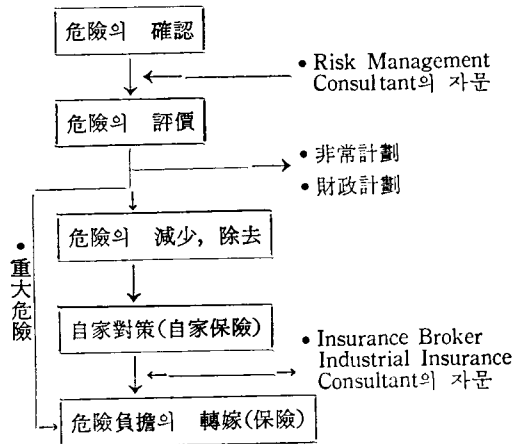 危險의 確認
• Risk Management
Consultant의 자문
危險의 評價
• 非常計劃
• 財政計劃
危險의 減少, 除去
• 重大危險
自家對策(自家保險)
• Insurance Broker
Industrial Insurance
Consultant의 자문
危險負擔의 轉嫁(保險)